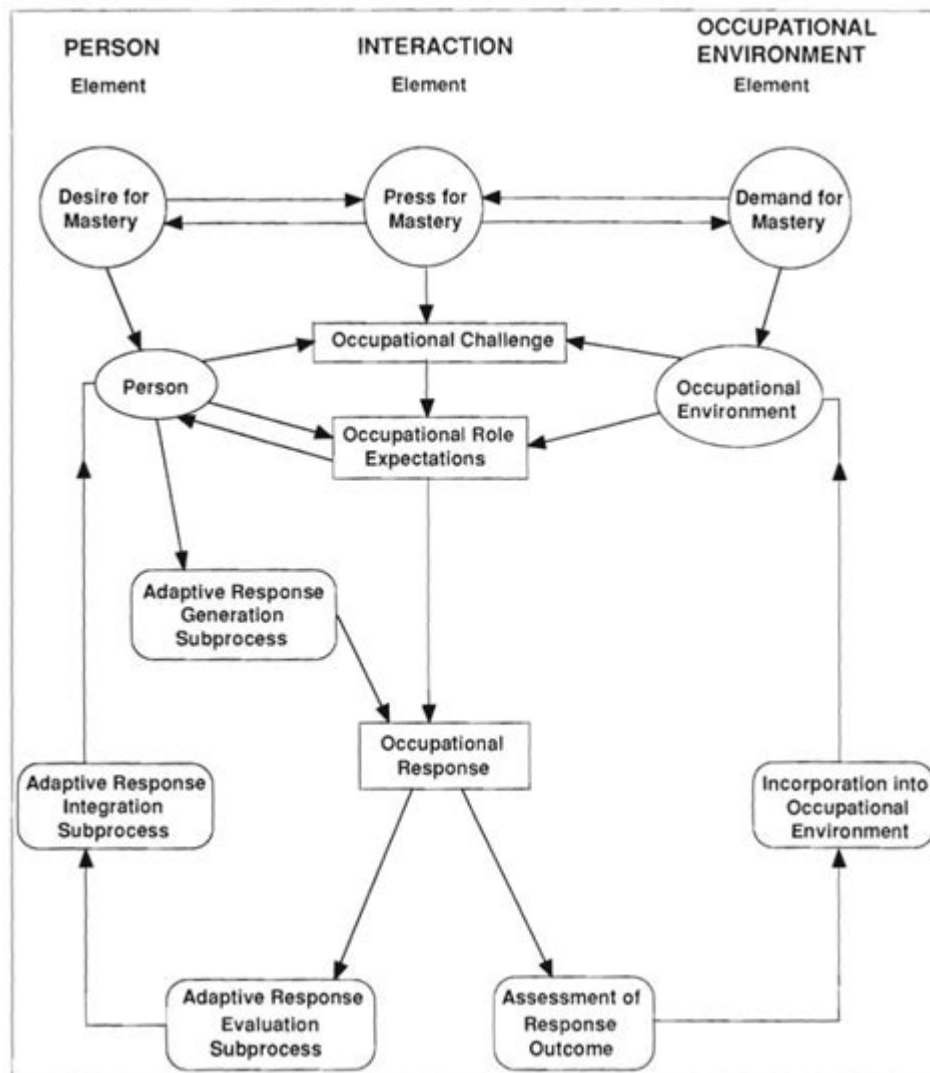 PERSON
Element
INTERACTION
Element
OCCUPATIONAL
ENVIRONMENT
Element
Desire for
Mastery
Press for
Mastery
Demand for
Mastery
Occupational Challenge
Person
Occupational
Environment
Occupational Role
Expectations
Adaptive Response
Generation
Subprocess
Occupational
Response
Adaptive Response
Integration
Subprocess
Incorporation into
Occupational
Environment
Adaptive Response
Evaluation
Subprocess
Assessment of
Response
Outcome